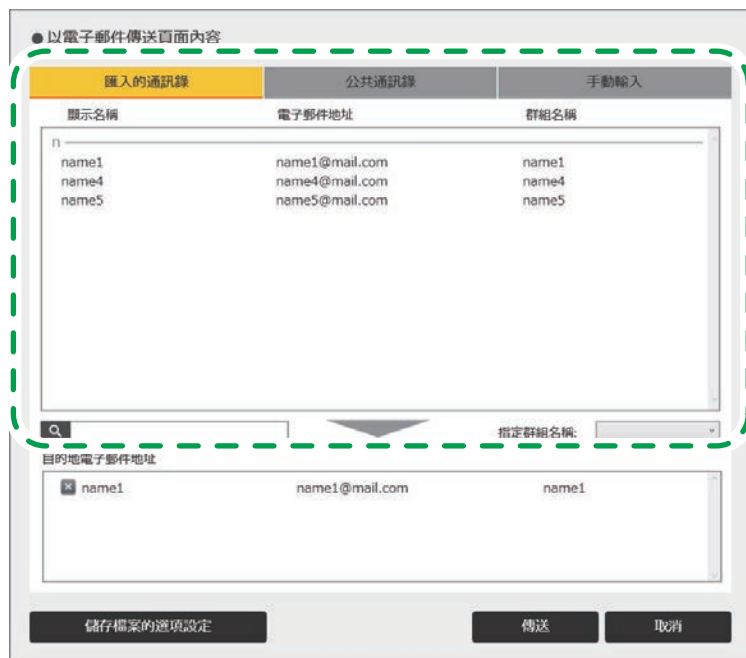 ●以電子郵件傳送頁面內容
匯入的通訊錄 公共通訊錄 手動輸入
顯示名稱 電子郵件地址 群組名稱
n
name1 name1@mail.com name1
name4 name4@mail.com name4
name5 name5@mail.com name5
指定群組名稱:
目的地電子郵件地址
name1 name1@mail.com name1
儲存檔案的選項設定 傳送 取消